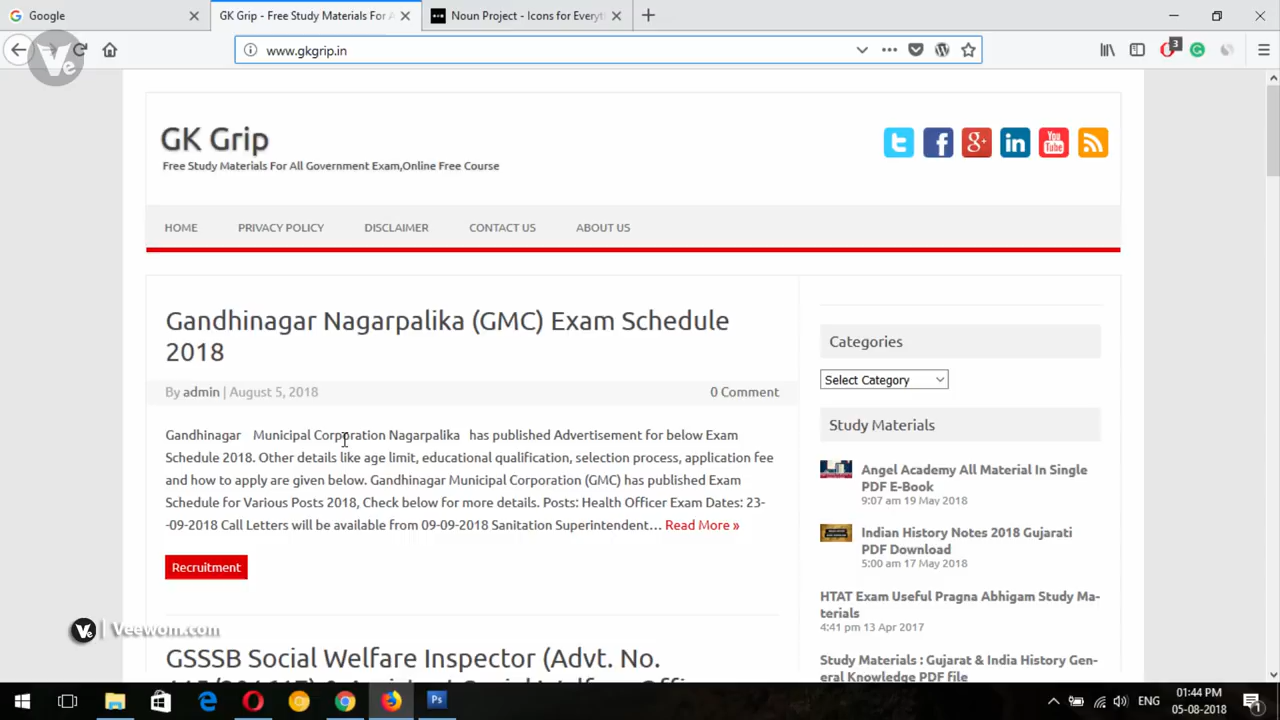 Google
GK Grip - Free Study Materials For A
Noun Project - Icons for Everyt
www.gkgrip.in
3
GK Grip
Free Study Materials For All Government Exam,Online Free Course
HOME PRIVACY POLICY DISCLAIMER CONTACT US ABOUT US
Gandhinagar Nagarpalika (GMC) Exam Schedule
2018
By admin | August 5, 2018 0 Comment
Gandhinagar Municipal Corporation Nagarpalika has published Advertisement for below Exam
Schedule 2018. Other details like age limit, educational qualification, selection process, application fee
and how to apply are given below. Gandhinagar Municipal Corporation (GMC) has published Exam
Schedule for Various Posts 2018, Check below for more details. Posts: Health Officer Exam Dates: 23-
-09-2018 Call Letters will be available from 09-09-2018 Sanitation Superintendent… Read More »
Recruitment
GSSSB Social Welfare Inspector (Advt. No.
Categories
Select Category
Study Materials
Angel Academy All Material In Single
PDF E-Book
9:07 am 19 May 2018
Indian History Notes 2018 Gujarati
PDF Download
5:00 am 17 May 2018
HTAT Exam Useful Pragna Abhigam Study Ma-
terials
4:41 pm 13 Apr 2017
Study Materials : Gujarat & India History Gen-
eral Knowledge PDF file
Ve
Ve | Veewom.com
You
Tube
Ps
ENG
01:44 PM
05-08-2018
1